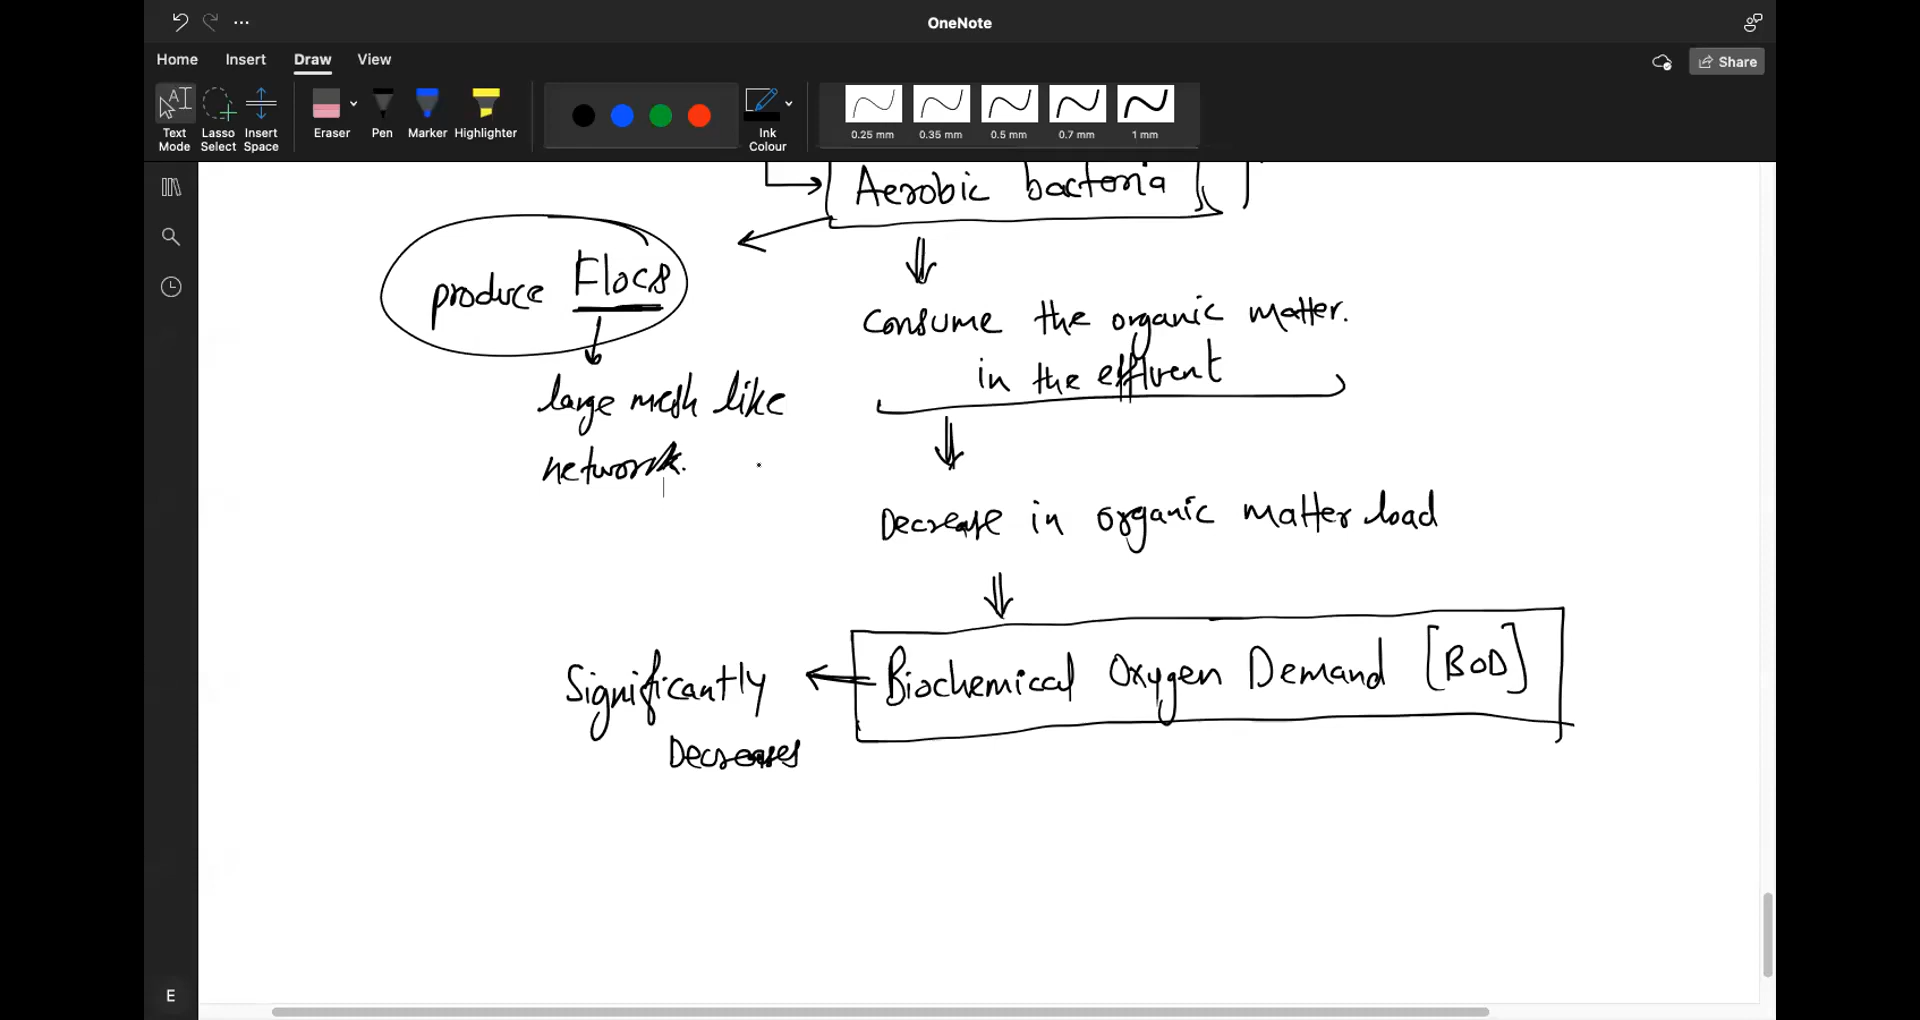 OneNote
Home Insert Draw View
Share
Text Mode
Lasso Select
Insert Space
Eraser
Pen
Marker
Highlighter
Ink Colour
0.25 mm
0.35 mm
0.5 mm
0.7 mm
1 mm
Aerobic bacteria
produce Flocs
large mesh like
network.
Consume the organic matter.
in the effluent
Decrease in organic matter load
Biochemical Oxygen Demand [BOD]
Significantly
Decreases
E